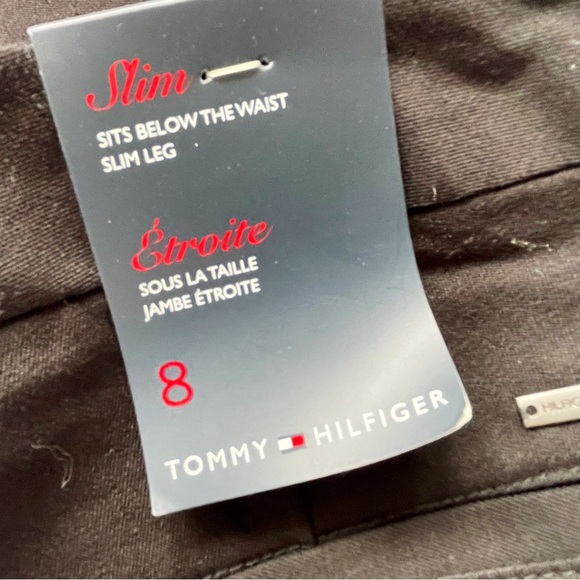 Slim
SITS BELOW THE WAIST
SLIM LEG
Étroite
SOUS LA TAILLE
JAMBE ÉTROITE
8
TOMMY HILFIGER